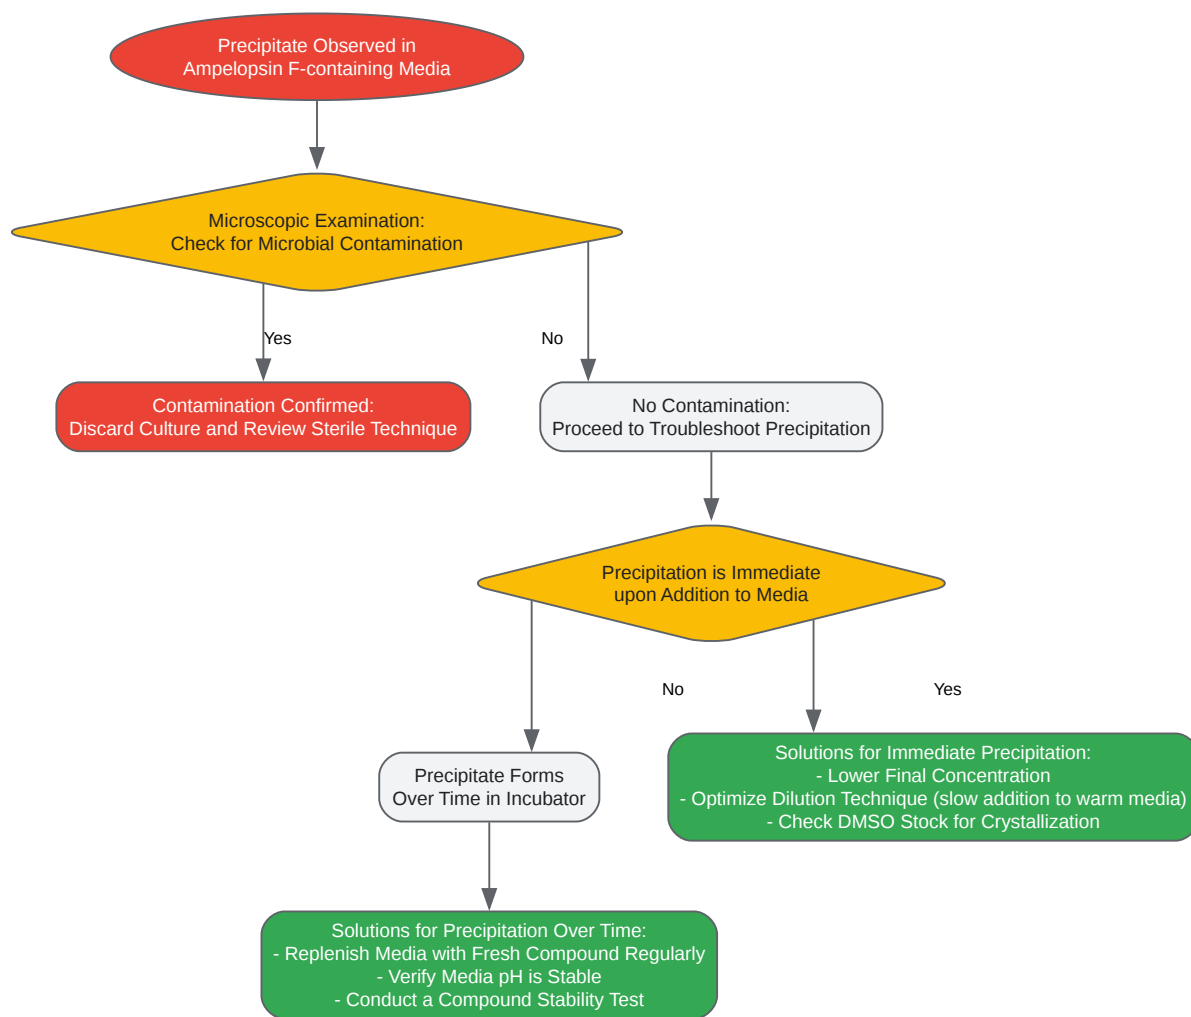 Precipitate Observed in
Ampelopsin F-containing Media
Microscopic Examination:
Check for Microbial Contamination
Yes
No
Contamination Confirmed:
Discard Culture and Review Sterile Technique
No Contamination:
Proceed to Troubleshoot Precipitation
Precipitation is Immediate
upon Addition to Media
No
Yes
Precipitate Forms
Over Time in Incubator
Solutions for Immediate Precipitation:
- Lower Final Concentration
- Optimize Dilution Technique (slow addition to warm media)
- Check DMSO Stock for Crystallization
Solutions for Precipitation Over Time:
- Replenish Media with Fresh Compound Regularly
- Verify Media pH is Stable
- Conduct a Compound Stability Test